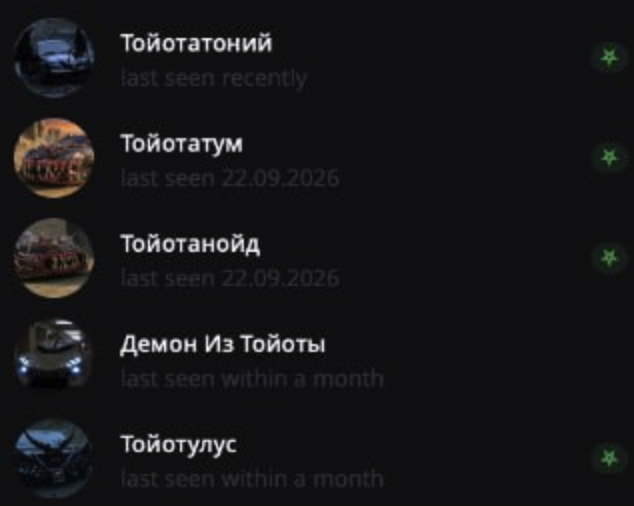 Тойотатоний
last seen recently
Тойотатум
last seen 22.09.2026
Тойотанойд
last seen 22.09.2026
Демон Из Тойоты
last seen within a month
Тойотулус
last seen within a month